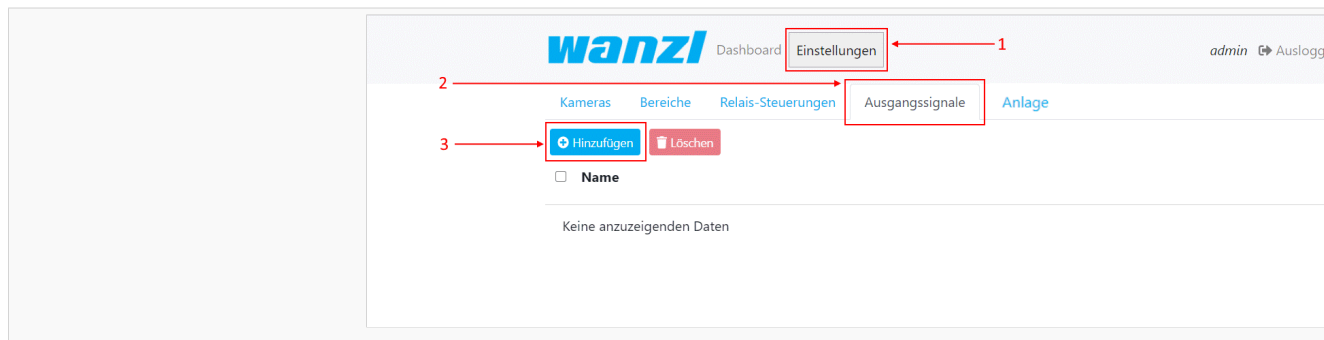 wanzl Dashboard Einstellungen 1 admin Auslogg
2
Kameras Bereiche Relais-Steuerungen Ausgangssignale Anlage
3 Hinzufügen Löschen
Name
Keine anzuzeigenden Daten